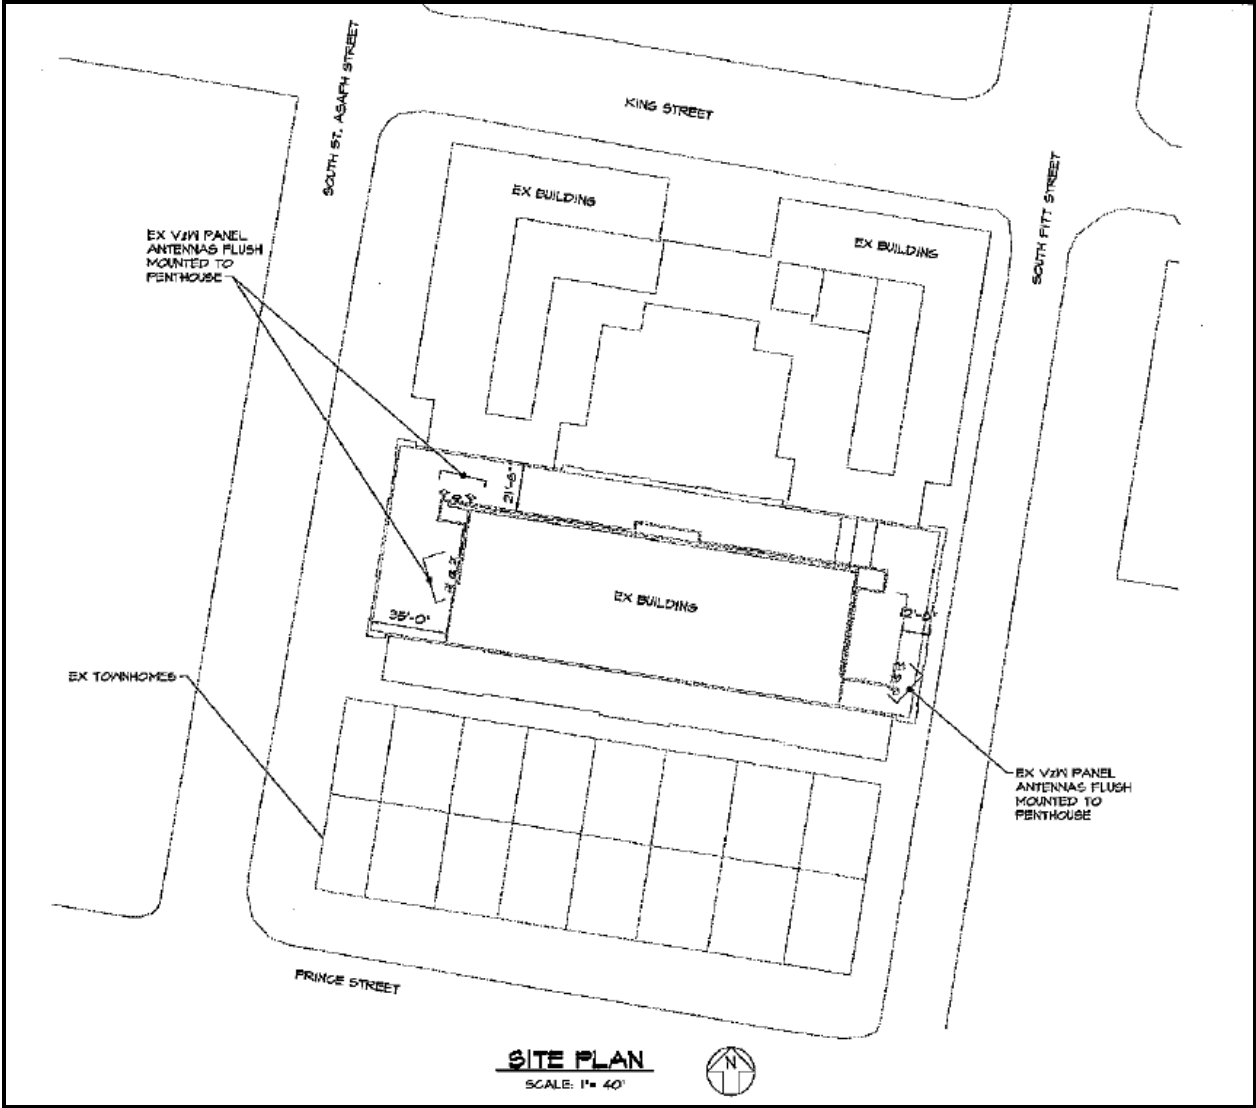 KING STREET
SOUTH ST. ASAPH STREET
SOUTH PITT STREET
EX BUILDING
EX BUILDING
EX VZW PANEL
ANTENNAS FLUSH
MOUNTED TO
PENTHOUSE
21'-6"
EX BUILDING
35'-0"
12'-6"
EX TOWNHOMES
EX VZW PANEL
ANTENNAS FLUSH
MOUNTED TO
PENTHOUSE
PRINCE STREET
SITE PLAN
N
SCALE: 1"= 40'